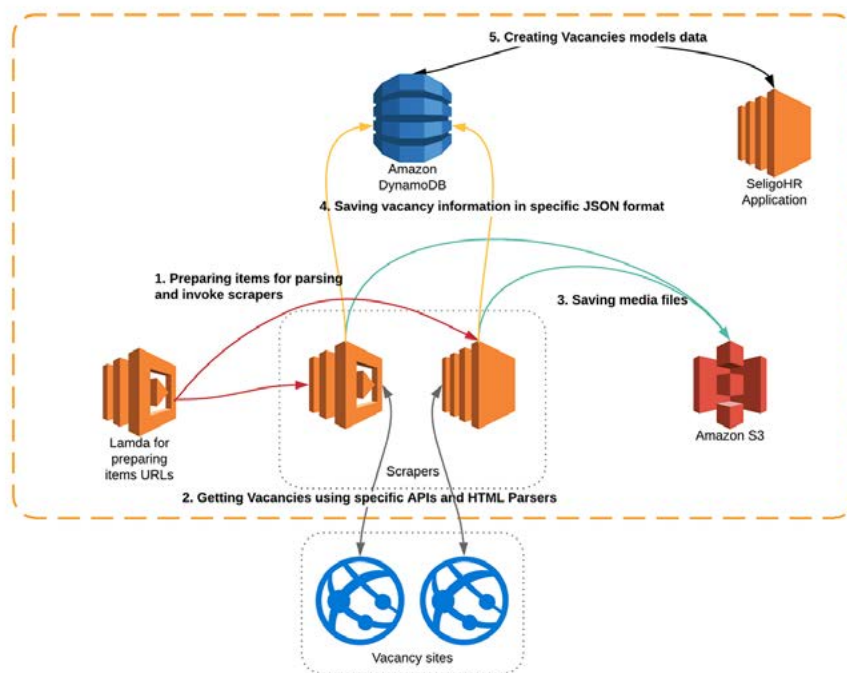 5. Creating Vacancies models data
Amazon
DynamoDB
SeligoHR
Application
4. Saving vacancy information in specific JSON format
1. Preparing items for parsing
and invoke scrapers
3. Saving media files
Lamda for
preparing
items URLs
Scrapers
Amazon S3
2. Getting Vacancies using specific APIs and HTML Parsers
Vacancy sites